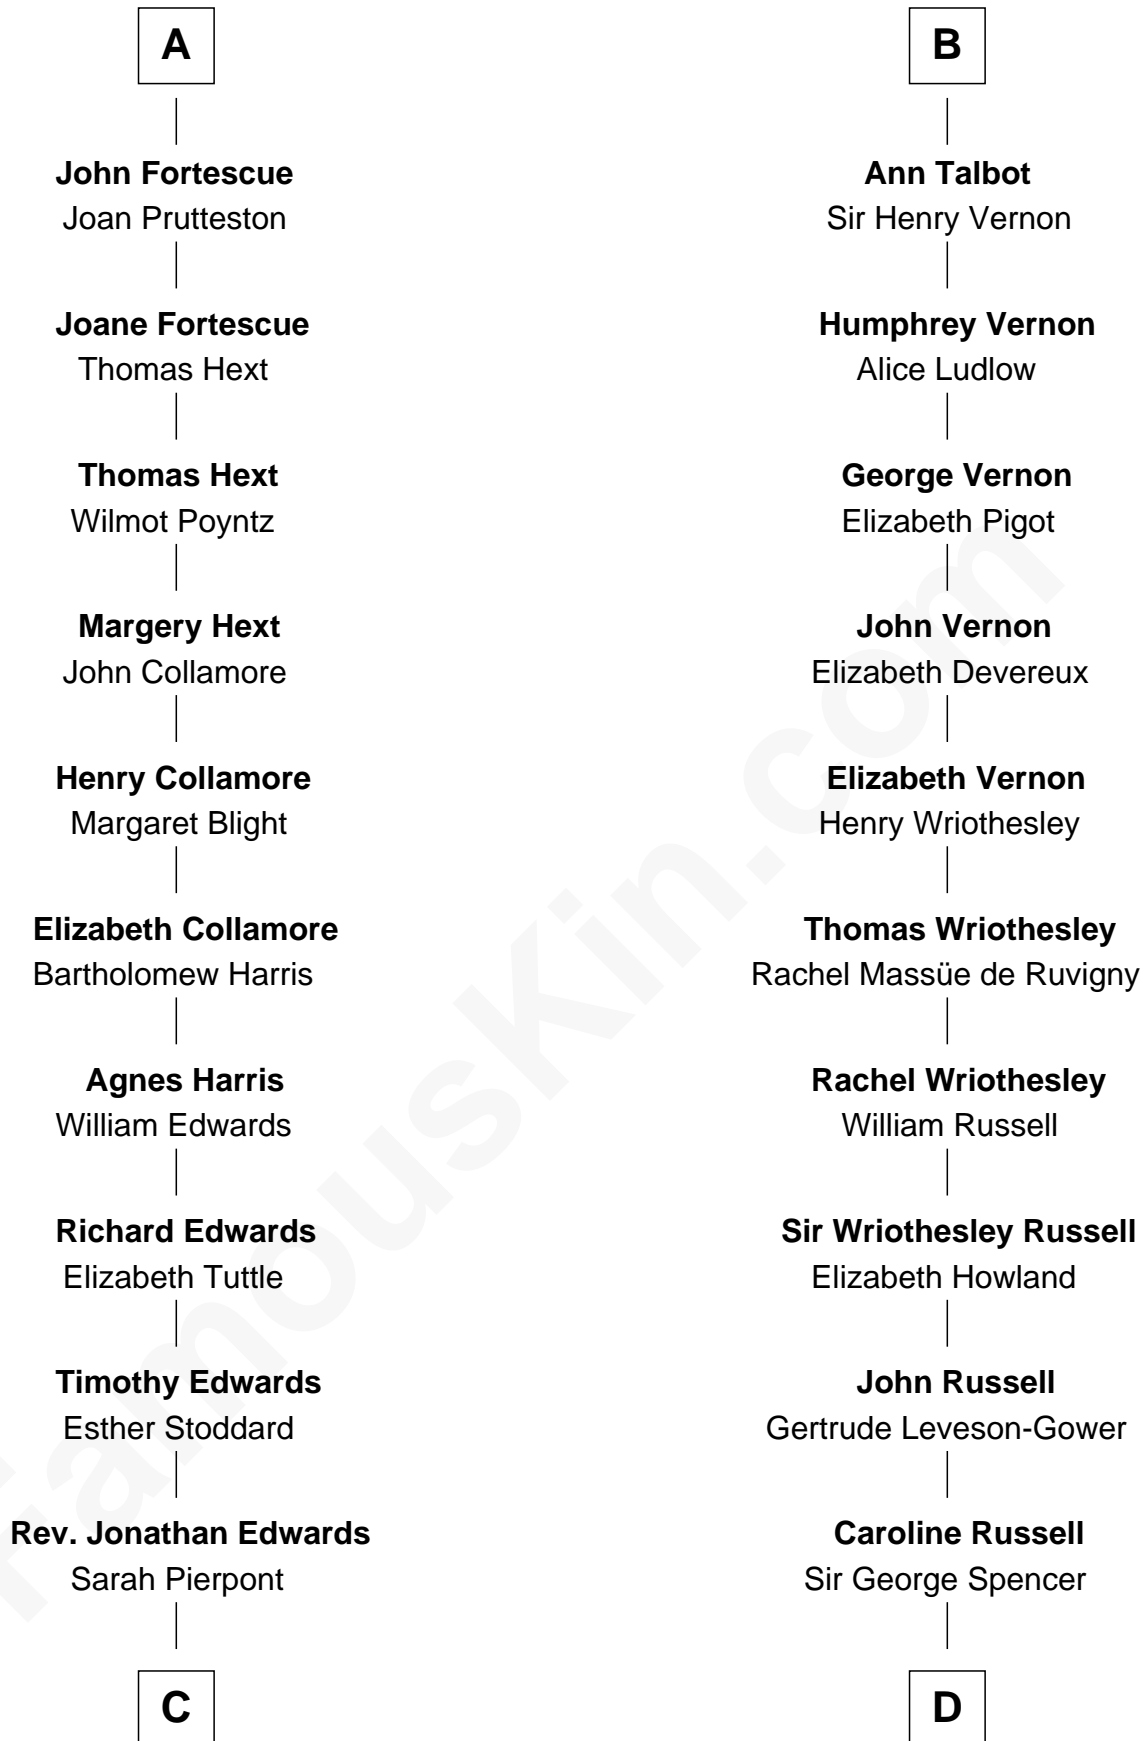 A
John Fortescue
Joan Prutteston
Joane Fortescue
Thomas Hext
Thomas Hext
Wilmot Poyntz
Margery Hext
John Collamore
Henry Collamore
Margaret Blight
Elizabeth Collamore
Bartholomew Harris
Agnes Harris
William Edwards
Richard Edwards
Elizabeth Tuttle
Timothy Edwards
Esther Stoddard
Rev. Jonathan Edwards
Sarah Pierpont
C
B
Ann Talbot
Sir Henry Vernon
Humphrey Vernon
Alice Ludlow
George Vernon
Elizabeth Pigot
John Vernon
Elizabeth Devereux
Elizabeth Vernon
Henry Wriothesley
Thomas Wriothesley
Rachel Massüe de Ruvigny
Rachel Wriothesley
William Russell
Sir Wriothesley Russell
Elizabeth Howland
John Russell
Gertrude Leveson-Gower
Caroline Russell
Sir George Spencer
D
FamousKin.com